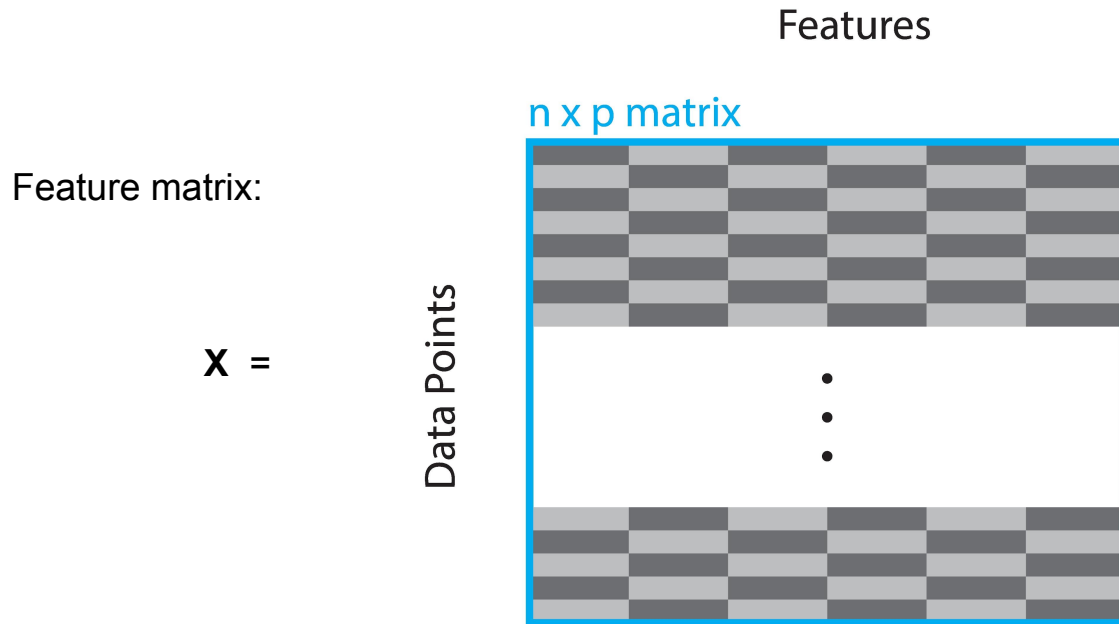 Features
n x p matrix
Feature matrix:
Data Points
X =